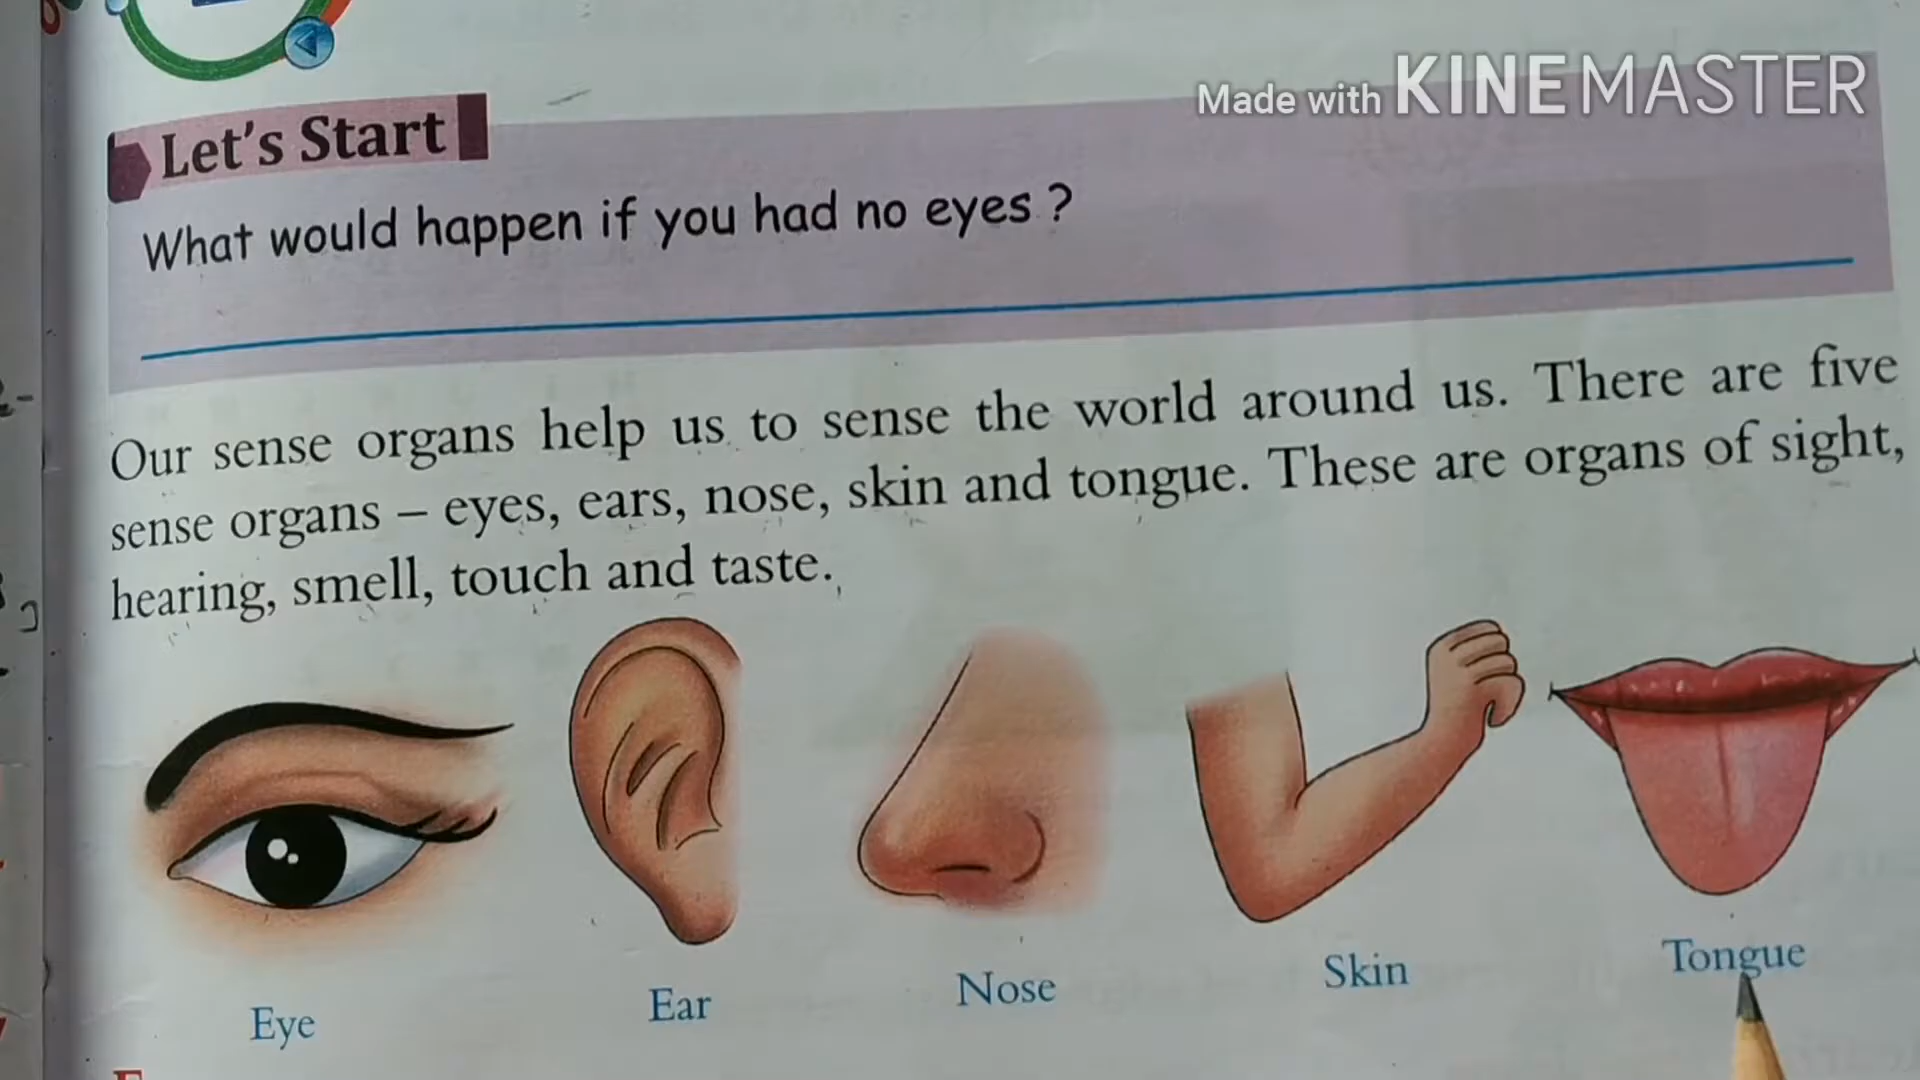 Made with KINEMASTER
Let's Start
What would happen if you had no eyes ?
Our sense organs help us to sense the world around us. There are five
sense organs – eyes, ears, nose, skin and tongue. These are organs of sight,
hearing, smell, touch and taste.
Eye
Ear
Nose
Skin
Tongue